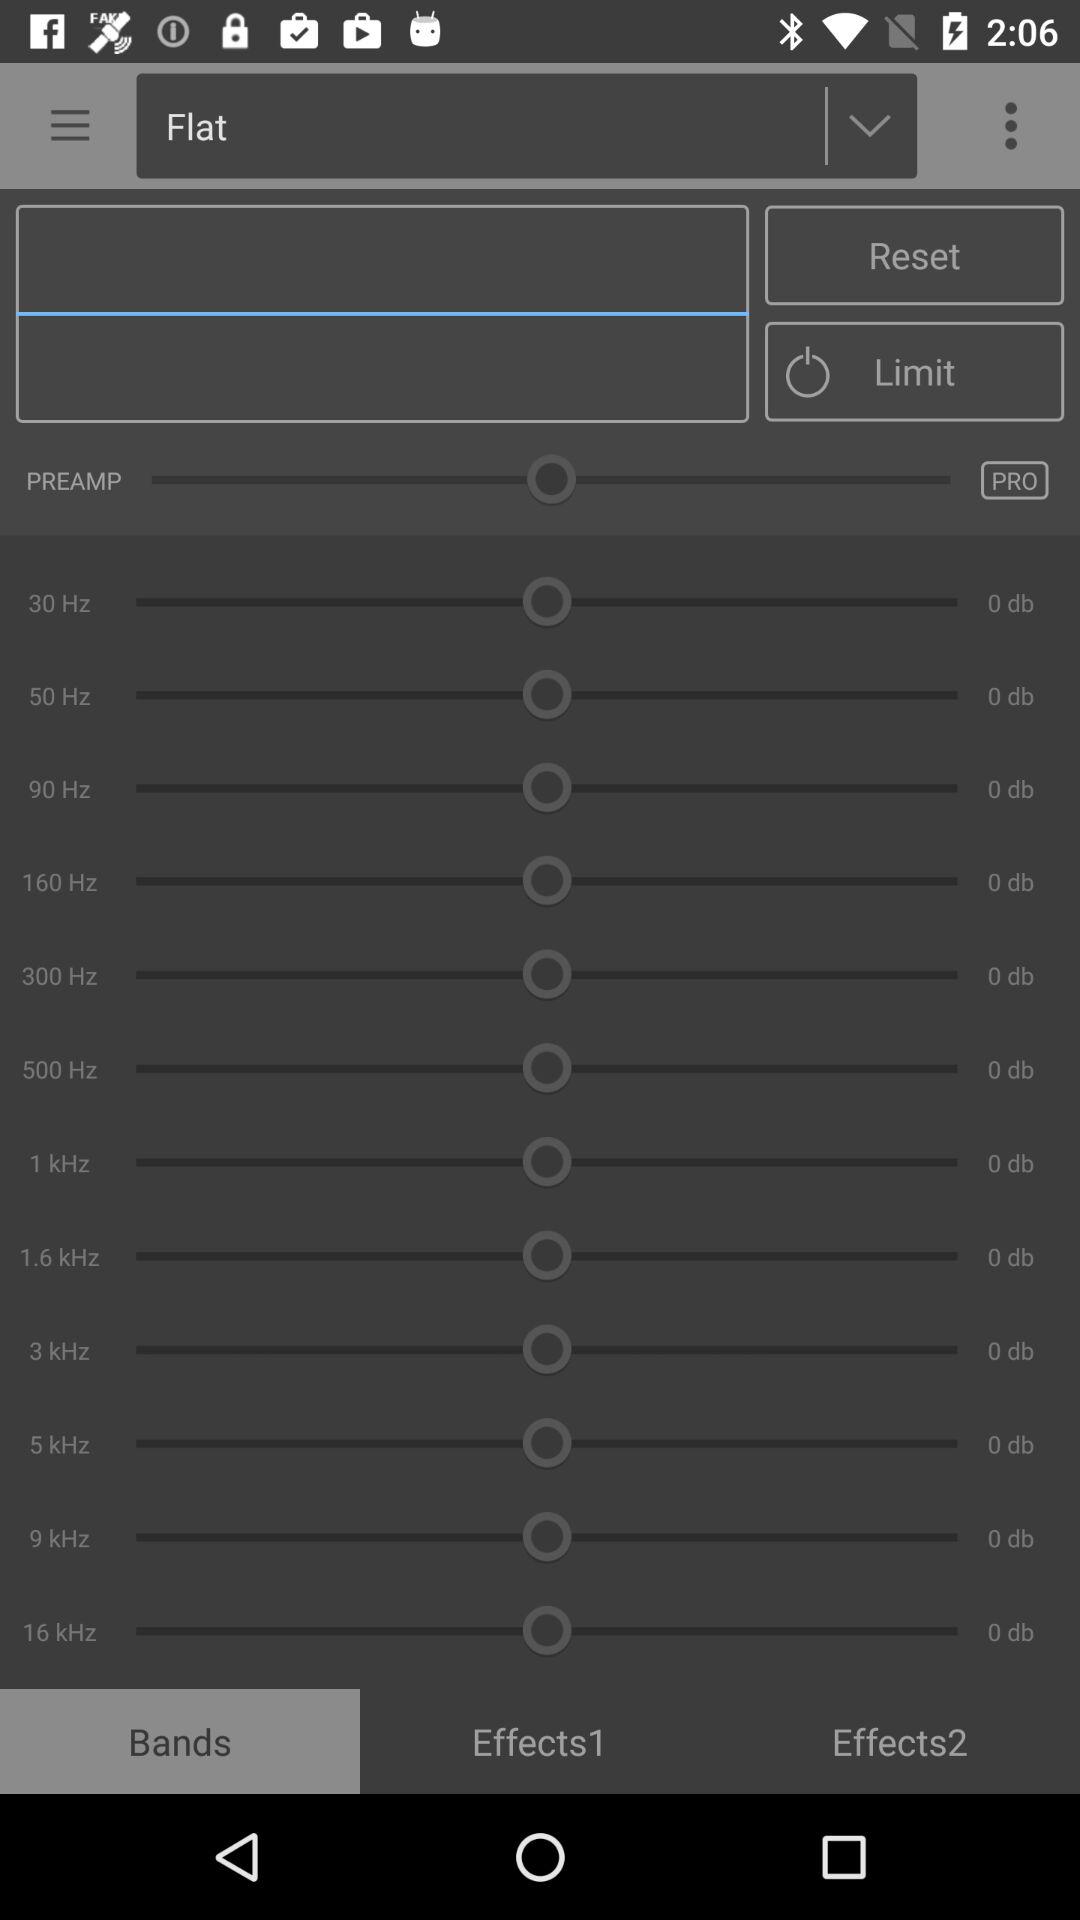 FAKE
2:06
Flat
Reset
Limit
PREAMP PRO
30 Hz 0 db
50 Hz 0 db
90 Hz 0 db
160 Hz 0 db
300 Hz 0 db
500 Hz 0 db
1 kHz 0 db
1.6 kHz 0 db
3 kHz 0 db
5 kHz 0 db
9 kHz 0 db
16 kHz 0 db
Bands Effects1 Effects2